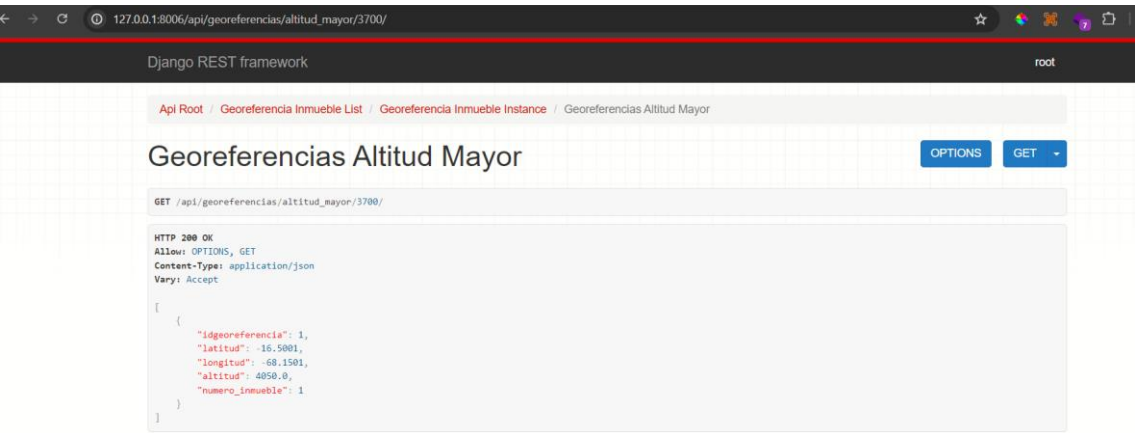 127.0.0.1:8006/api/georeferencias/altitud_mayor/3700/
7
Django REST framework
root
Api Root / Georeferencia Inmueble List / Georeferencia Inmueble Instance / Georeferencias Altitud Mayor
Georeferencias Altitud Mayor
OPTIONS
GET
GET /api/georeferencias/altitud_mayor/3700/
HTTP 200 OK
Allow: OPTIONS, GET
Content-Type: application/json
Vary: Accept
[
    {
        "idgeoreferencia": 1,
        "latitud": -16.5001,
        "longitud": -68.1501,
        "altitud": 4050.0,
        "numero_inmueble": 1
    }
]